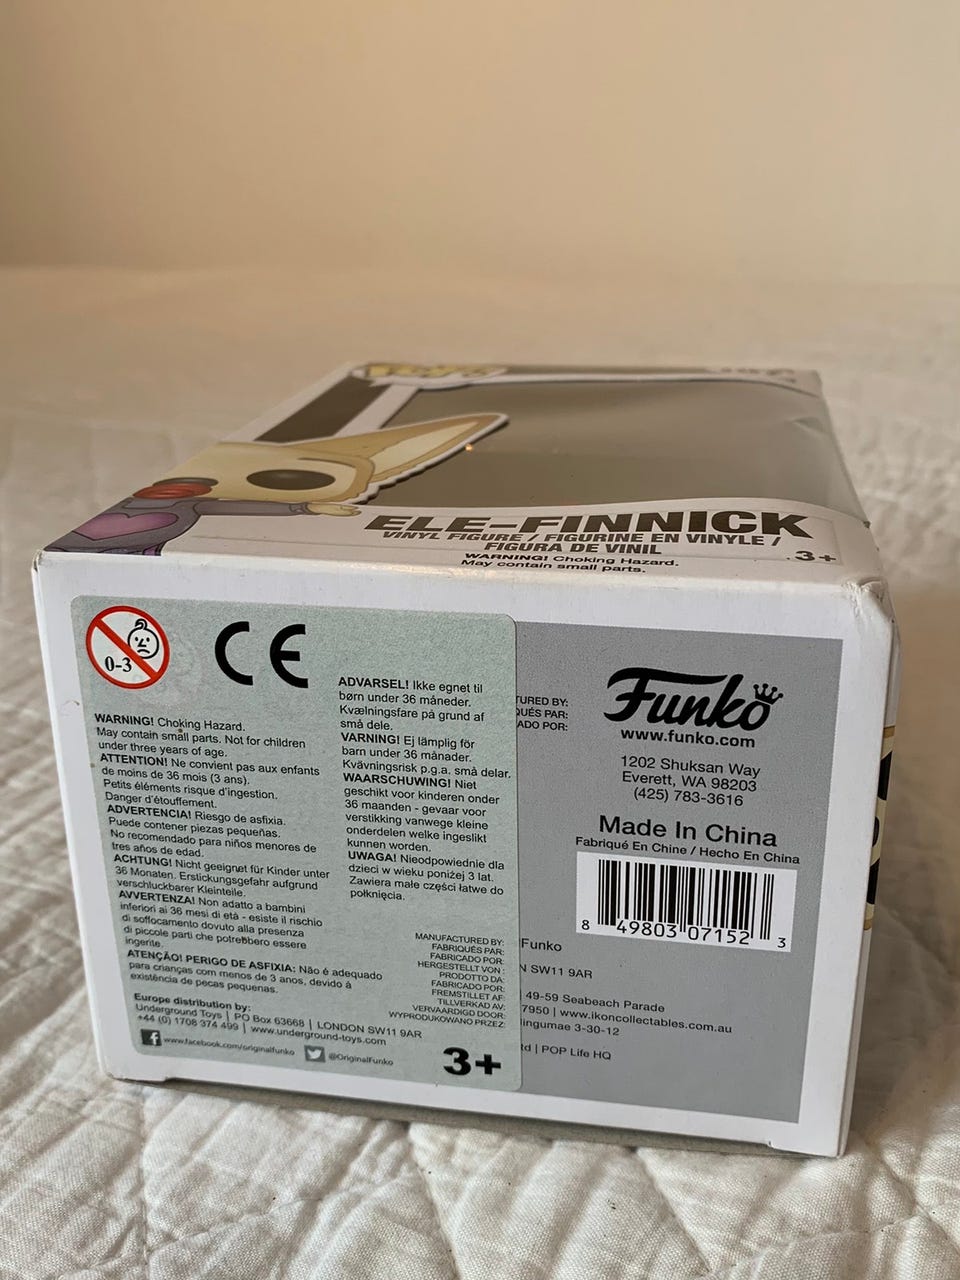 ELE-FINNICK
VINYL FIGURE / FIGURINE EN VINYLE /
FIGURA DE VINIL
WARNING! Choking Hazard.
May contain small parts.
3+
0-3
CE
WARNING! Choking Hazard.
May contain small parts. Not for children
under three years of age.
ATTENTION! Ne convient pas aux enfants
de moins de 36 mois (3 ans).
Petits éléments risque d'ingestion.
Danger d'étouffement.
ADVERTENCIA! Riesgo de asfixia.
Puede contener piezas pequeñas.
No recomendado para niños menores de
tres años de edad.
ACHTUNG! Nicht geeignet für Kinder unter
36 Monaten. Erstickungsgefahr aufgrund
verschluckbarer Kleinteile.
AVVERTENZA! Non adatto a bambini
inferiori ai 36 mesi di età - esiste il rischio
di soffocamento dovuto alla presenza
di piccole parti che potrebbero essere
ingerite.
ATENÇÃO! PERIGO DE ASFIXIA: Não é adequado
para crianças com menos de 3 anos, devido à
existência de peças pequenas.
ADVARSEL! Ikke egnet til
børn under 36 måneder.
Kvælningsfare på grund af
små dele.
VARNING! Ej lämplig för
barn under 36 månader.
Kvävningsrisk p.g.a. små delar.
WAARSCHUWING! Niet
geschikt voor kinderen onder
36 maanden - gevaar voor
verstikking vanwege kleine
onderdelen welke ingeslikt
kunnen worden.
UWAGA! Nieodpowiednie dla
dzieci w wieku poniżej 3 lat.
Zawiera małe części łatwe do
połknięcia.
MANUFACTURED BY:
FABRIQUÉS PAR:
FABRICADO POR:
HERGESTELLT VON :
PRODOTTO DA:
FABRICADO POR:
FREMSTILLET AF:
TILLVERKAD AV:
VERVAARDIGD DOOR:
WYPRODUKOWANO PRZEZ:
Europe distribution by:
Underground Toys | PO Box 63668 | LONDON SW11 9AR
+44 (0) 1708 374 499 | www.underground-toys.com
www.facebook.com/originalfunko @OriginalFunko
3+
TURED BY:
QUÉS PAR:
ADO POR:
Funko
www.funko.com
1202 Shuksan Way
Everett, WA 98203
(425) 783-3616
Made In China
Fabriqué En Chine / Hecho En China
8 49803 07152 3
Funko
N SW11 9AR
49-59 Seabeach Parade
7950 | www.ikoncollectables.com.au
lingumae 3-30-12
td | POP Life HQ